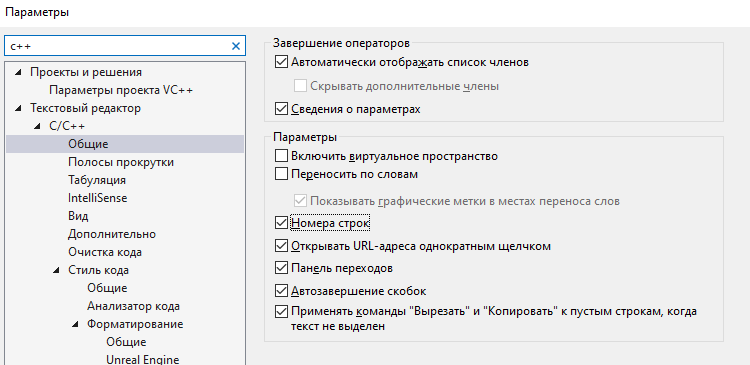 Параметры
c++
Проекты и решения
Параметры проекта VC++
Текстовый редактор
C/C++
Общие
Полосы прокрутки
Табуляция
IntelliSense
Вид
Дополнительно
Очистка кода
Стиль кода
Общие
Анализатор кода
Форматирование
Общие
Unreal Engine
Завершение операторов
Автоматически отображать список членов
Скрывать дополнительные члены
Сведения о параметрах
Параметры
Включить виртуальное пространство
Переносить по словам
Показывать графические метки в местах переноса слов
Номера строк
Открывать URL-адреса однократным щелчком
Панель переходов
Автозавершение скобок
Применять команды "Вырезать" и "Копировать" к пустым строкам, когда
текст не выделен